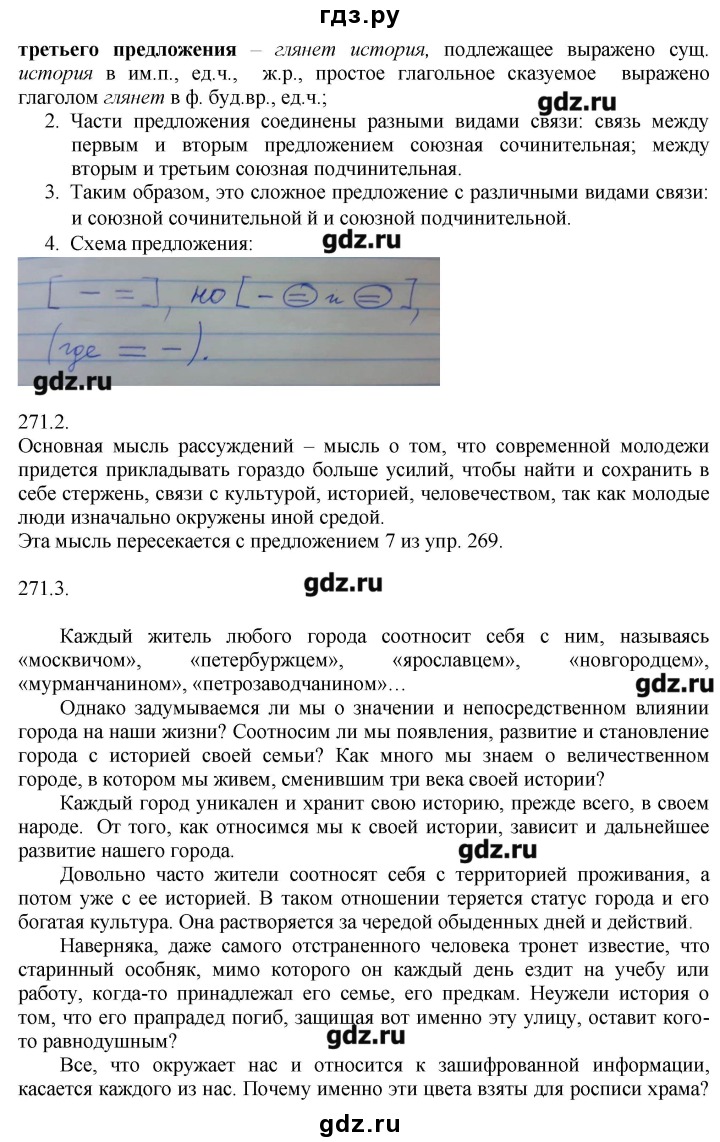 гдз.ру
третьего предложения – глянет история, подлежащее выражено сущ.
история в им.п., ед.ч., ж.р., простое глагольное сказуемое выражено
глаголом глянет в ф. буд.вр., ед.ч.;
gdz.ru
2. Части предложения соединены разными видами связи: связь между
первым и вторым предложением союзная сочинительная; между
вторым и третьим союзная подчинительная.
3. Таким образом, это сложное предложение с различными видами связи:
и союзной сочинительной й и союзной подчинительной.
4. Схема предложения:
gdz.ru
[ – = ], но [ – = и = ],
(где = – ).
gdz.ru
271.2.
Основная мысль рассуждений – мысль о том, что современной молодежи
придется прикладывать гораздо больше усилий, чтобы найти и сохранить в
себе стержень, связи с культурой, историей, человечеством, так как молодые
люди изначально окружены иной средой.
Эта мысль пересекается с предложением 7 из упр. 269.
gdz.ru
271.3.
Каждый житель любого города соотносит себя с ним, называясь
«москвичом», «петербуржцем», «ярославцем», «новгородцем»,
«мурманчанином», «петрозаводчанином»…
gdz.ru
Однако задумываемся ли мы о значении и непосредственном влиянии
города на наши жизни? Соотносим ли мы появления, развитие и становление
города с историей своей семьи? Как много мы знаем о величественном
городе, в котором мы живем, сменившим три века своей истории?
Каждый город уникален и хранит свою историю, прежде всего, в своем
народе. От того, как относимся мы к своей истории, зависит и дальнейшее
развитие нашего города.
gdz.ru
Довольно часто жители соотносят себя с территорией проживания, а
потом уже с ее историей. В таком отношении теряется статус города и его
богатая культура. Она растворяется за чередой обыденных дней и действий.
Наверняка, даже самого отстраненного человека тронет известие, что
старинный особняк, мимо которого он каждый день ездит на учебу или
работу, когда-то принадлежал его семье, его предкам. Неужели история о
том, что его прапрадед погиб, защищая вот именно эту улицу, оставит кого-
то равнодушным?
gdz.ru
Все, что окружает нас и относится к зашифрованной информации,
касается каждого из нас. Почему именно эти цвета взяты для росписи храма?
gdz.ru